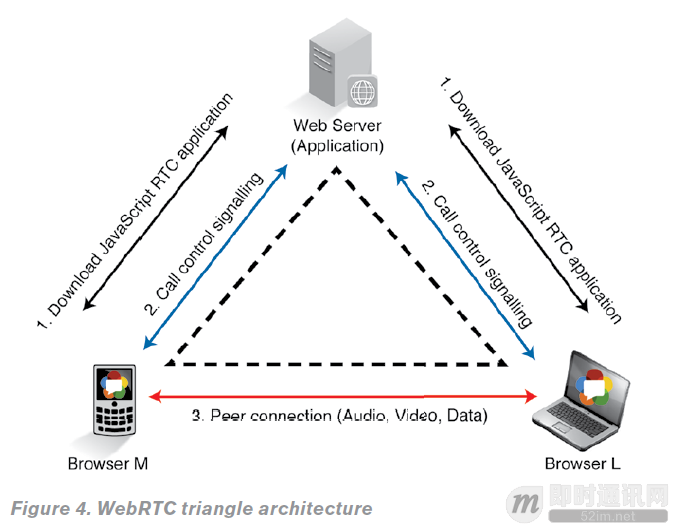 Web Server
(Application)
1. Download JavaScript RTC application
1. Download JavaScript RTC application
2. Call control signalling
2. Call control signalling
3. Peer connection (Audio, Video, Data)
Browser M
Browser L
Figure 4. WebRTC triangle architecture
m
即时通讯网
52im.net